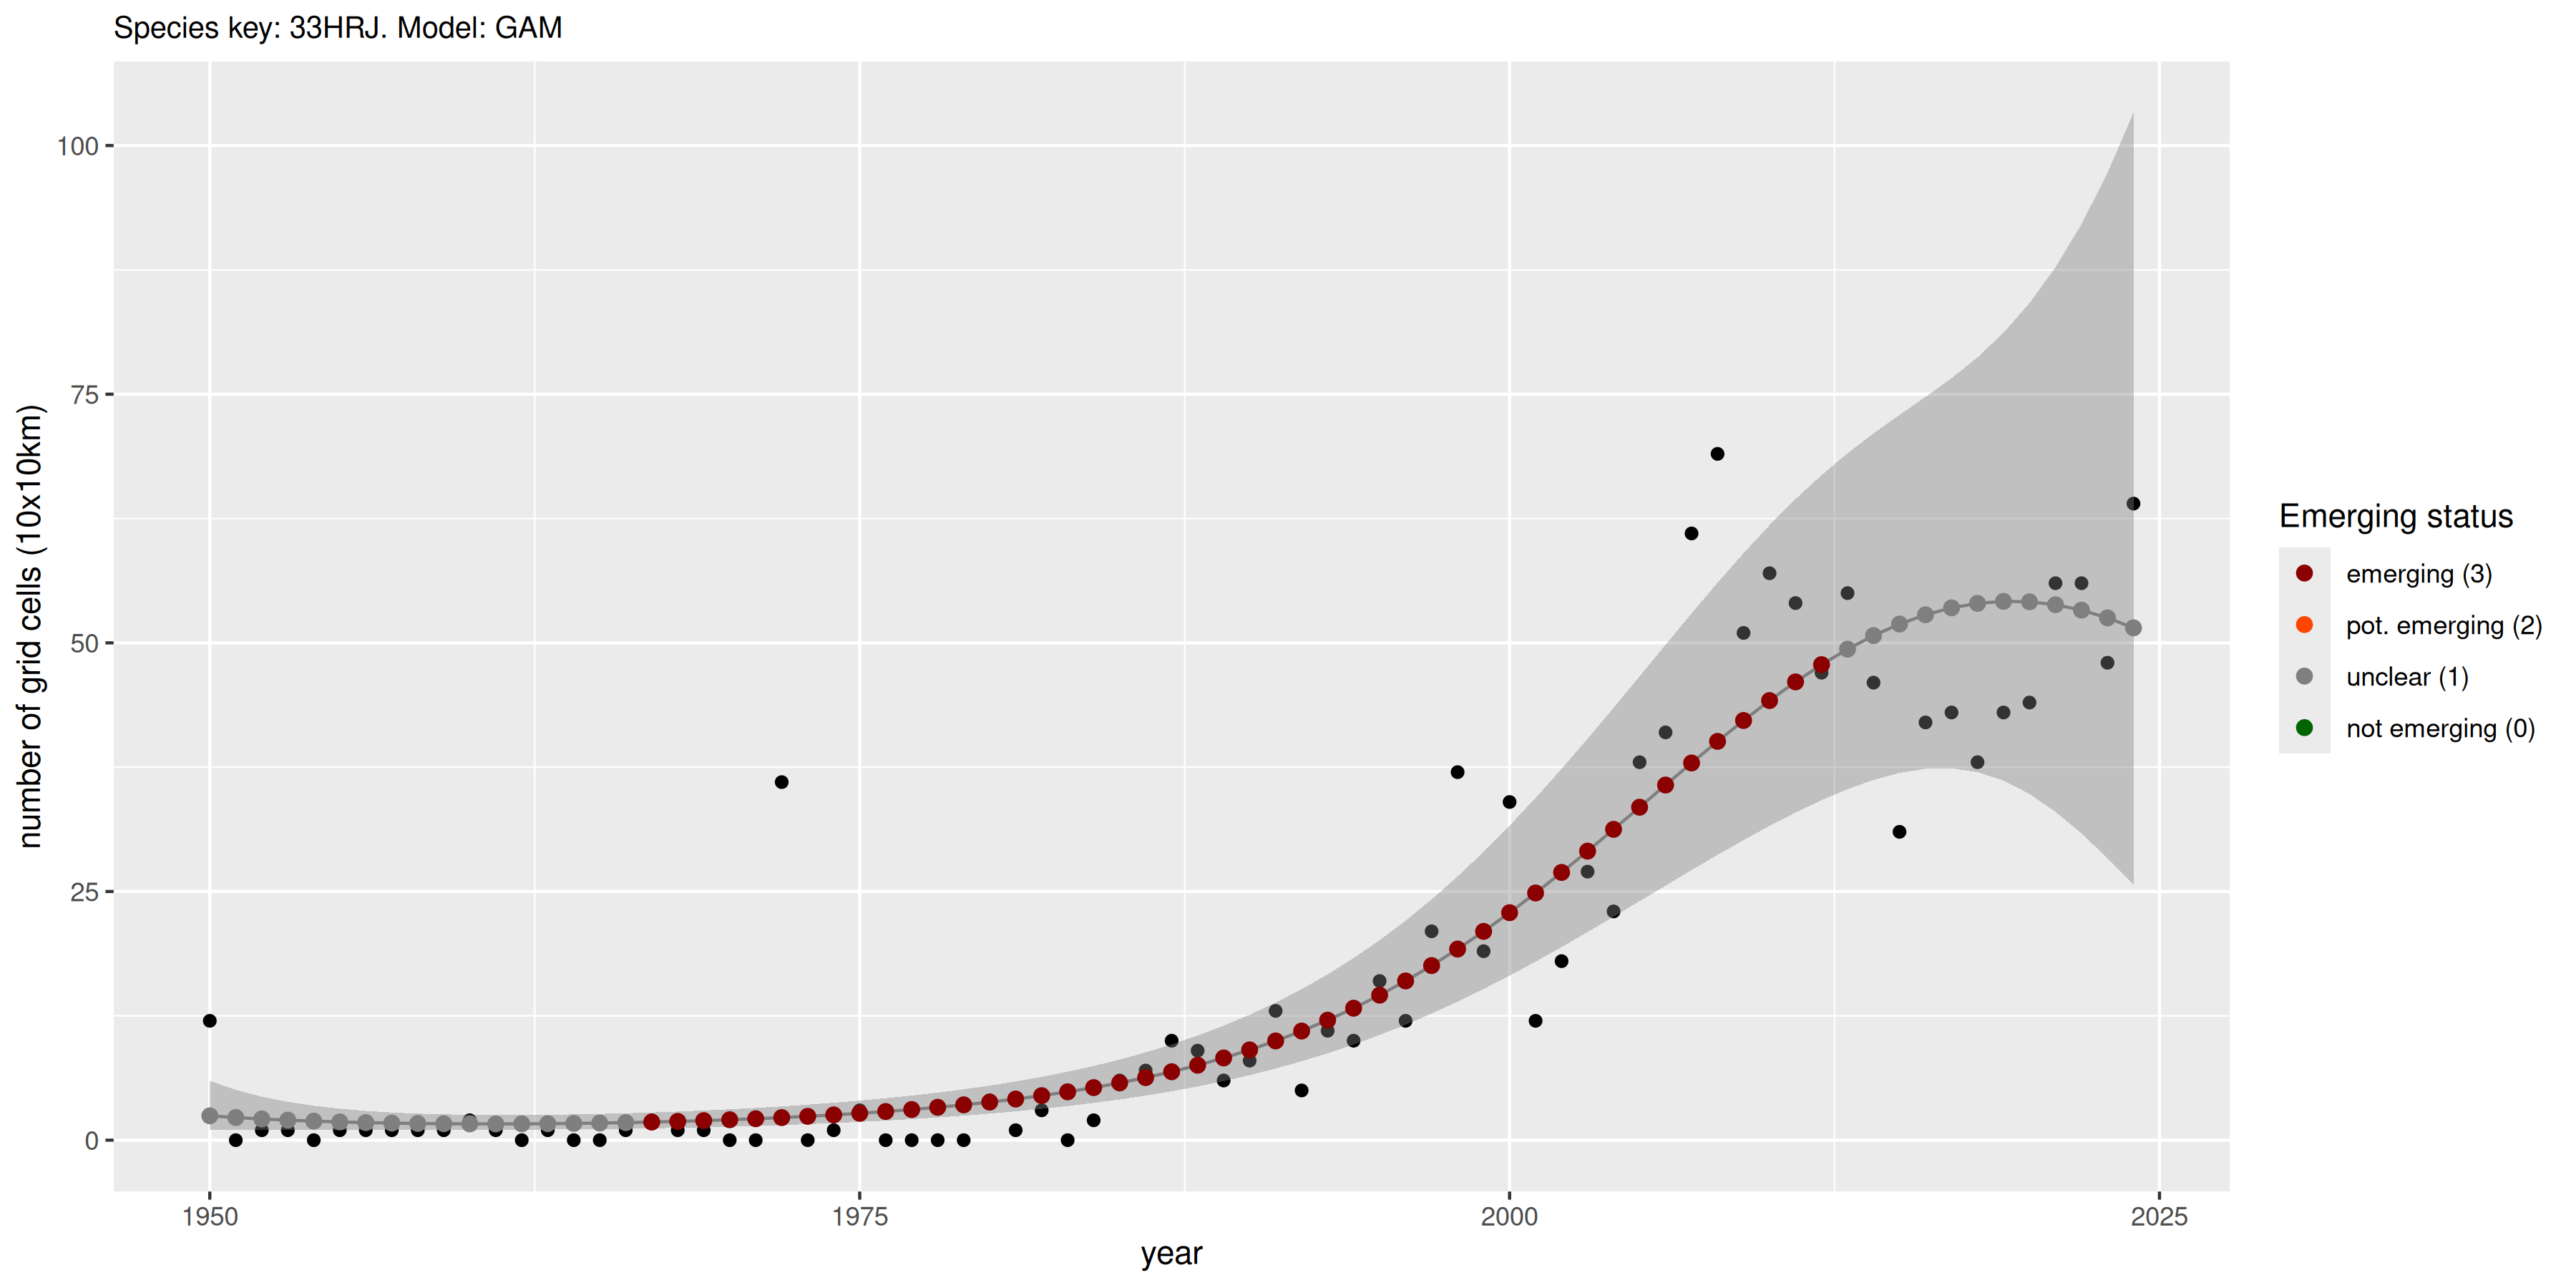 Species key: 33HRJ. Model: GAM
number of grid cells (10x10km)
100
75
50
25
0
1950
1975
2000
2025
year
Emerging status
emerging (3)
pot. emerging (2)
unclear (1)
not emerging (0)